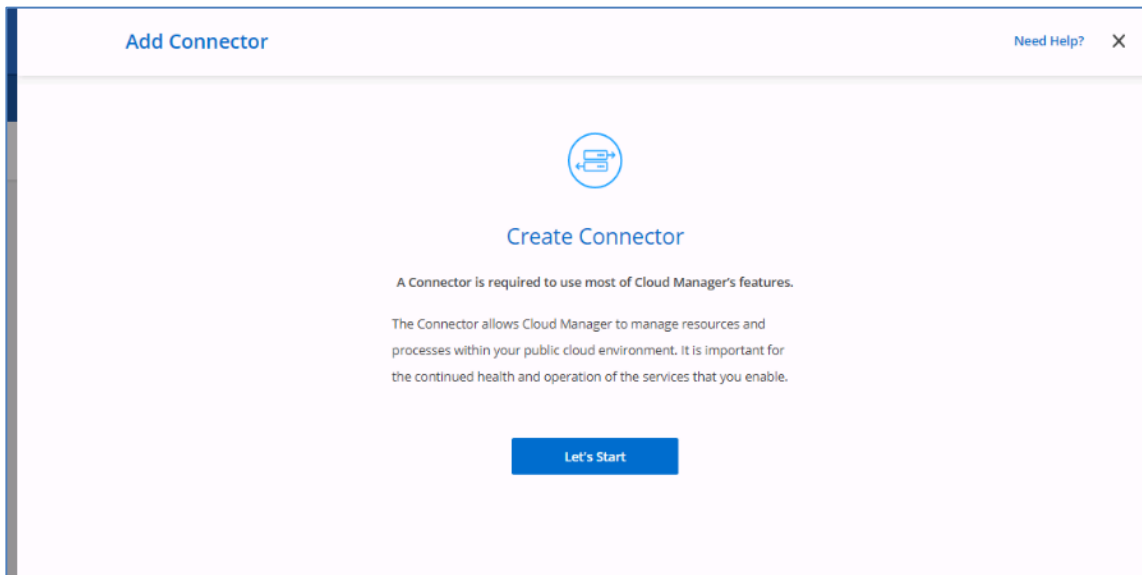 Add Connector
Need Help?
Create Connector
A Connector is required to use most of Cloud Manager's features.
The Connector allows Cloud Manager to manage resources and
processes within your public cloud environment. It is important for
the continued health and operation of the services that you enable.
Let's Start